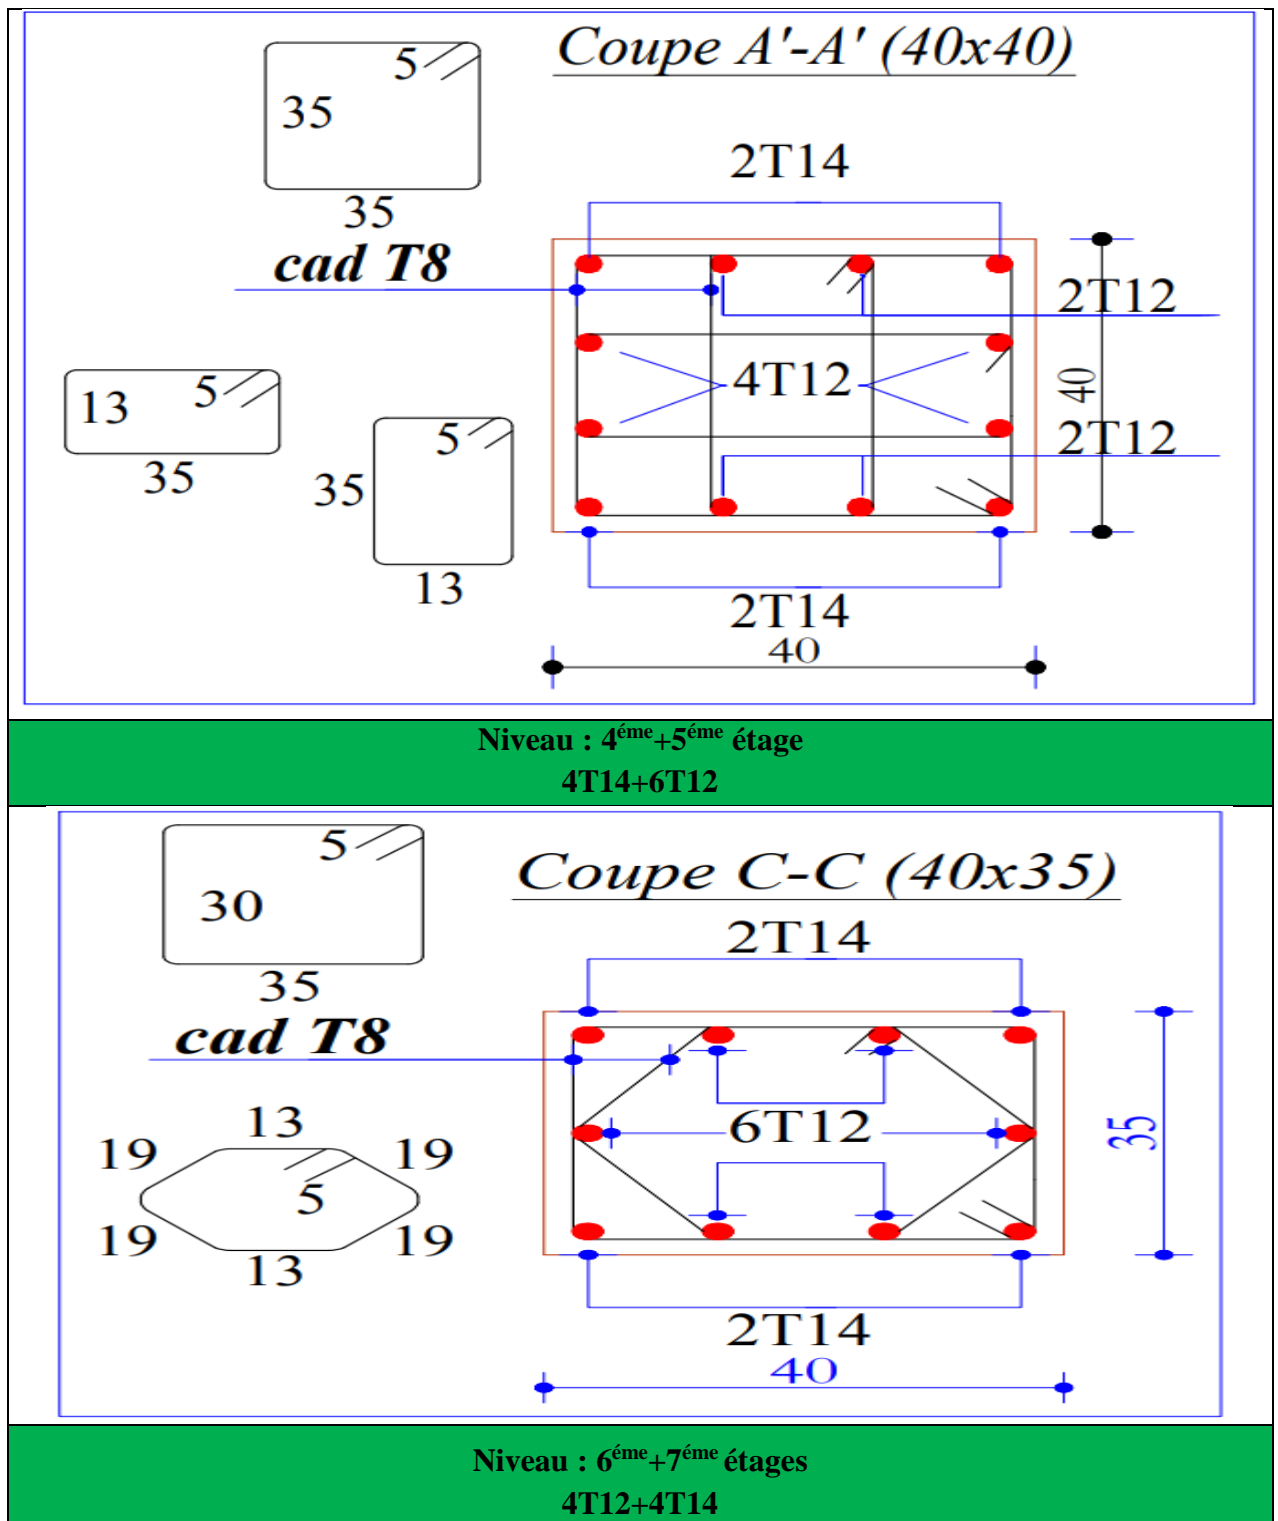 Coupe A'-A' (40x40)
5
35
35
cad T8
2T14
2T12
4T12
40
2T12
13
5
35
5
35
13
2T14
40
Niveau : 4éme+5éme étage
4T14+6T12
5
30
35
Coupe C-C (40x35)
2T14
cad T8
13
19
19
5
19
19
13
6T12
35
2T14
40
Niveau : 6éme+7éme étages
4T12+4T14